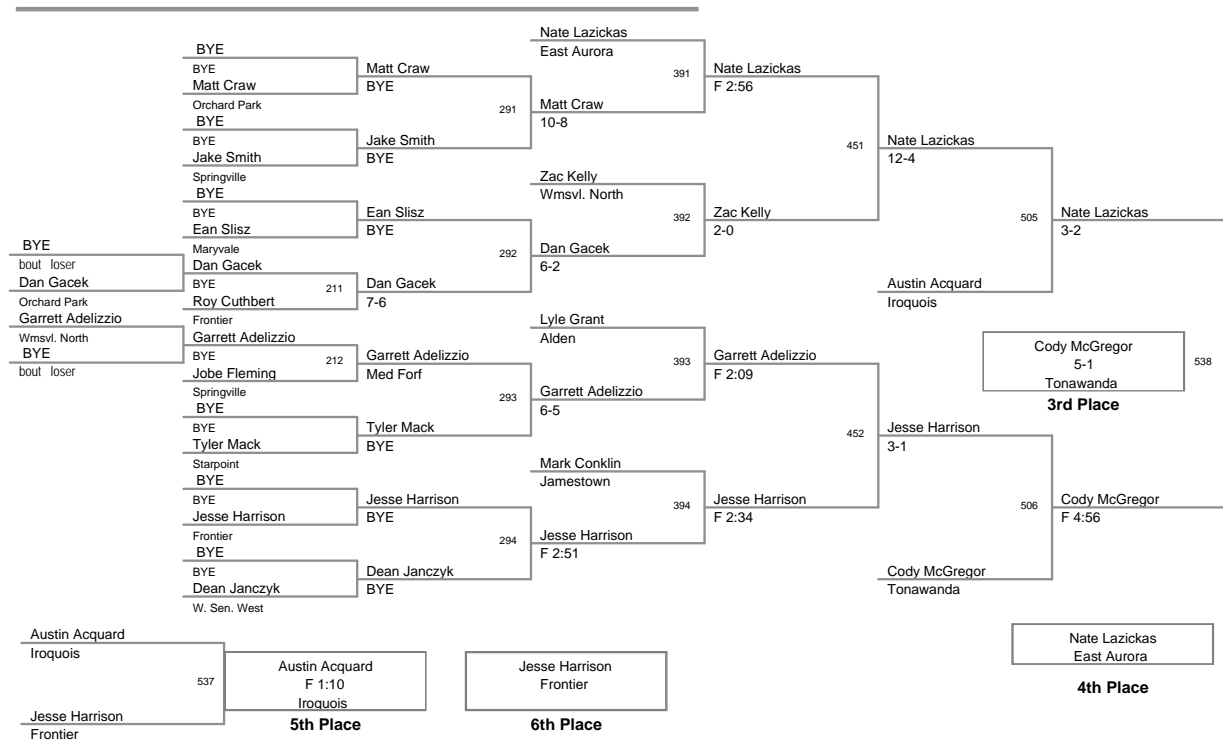 BYE
bout loser
Dan Gacek
Orchard Park
Garrett Adelizzio
Wmsvl. North
BYE
bout loser
BYE
BYE
Matt Craw
Orchard Park
BYE
BYE
Jake Smith
Springville
BYE
BYE
Ean Slisz
Maryvale
Dan Gacek
BYE
211
Roy Cuthbert
Frontier
Garrett Adelizzio
BYE
212
Jobe Fleming
Springville
BYE
BYE
Tyler Mack
Starpoint
BYE
BYE
Jesse Harrison
Frontier
BYE
BYE
Dean Janczyk
W. Sen. West
Matt Craw
BYE
291
Jake Smith
BYE
Ean Slisz
BYE
292
Dan Gacek
7-6
Garrett Adelizzio
Med Forf
293
Tyler Mack
BYE
Jesse Harrison
BYE
294
Dean Janczyk
BYE
Nate Lazickas
East Aurora
391
Matt Craw
10-8
Zac Kelly
Wmsvl. North
392
Dan Gacek
6-2
Lyle Grant
Alden
393
Garrett Adelizzio
6-5
Mark Conklin
Jamestown
394
Jesse Harrison
F 2:51
Nate Lazickas
F 2:56
451
Zac Kelly
2-0
Garrett Adelizzio
F 2:09
452
Jesse Harrison
F 2:34
Nate Lazickas
12-4
505
Austin Acquard
Iroquois
Jesse Harrison
3-1
506
Cody McGregor
Tonawanda
Nate Lazickas
3-2
Cody McGregor
5-1
Tonawanda
538
3rd Place
Cody McGregor
F 4:56
Austin Acquard
Iroquois
537
Jesse Harrison
Frontier
Austin Acquard
F 1:10
Iroquois
5th Place
Jesse Harrison
Frontier
6th Place
Nate Lazickas
East Aurora
4th Place